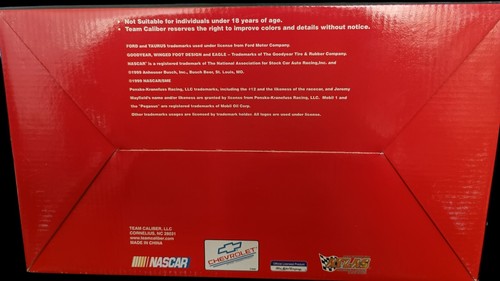 • Not Suitable for individuals under 18 years of age.
• Team Caliber reserves the right to improve colors and details without notice.
FORD and TAURUS trademarks used under license from Ford Motor Company.
GOODYEAR, WINGED FOOT DESIGN and EAGLE - Trademarks of The Goodyear Tire & Rubber Company.
NASCAR® is a registered trademark of The National Association for Stock Car Auto Racing, Inc. and
©1999 Anheuser Busch, Inc., Busch Beer, St. Louis, MO.
©1999 NASCAR/
Penske-Kranefuss Racing, LLC trademarks, including the #12 and the likeness of the racecar, and Jeremy
Mayfield's name and/or likeness are granted by license from Penske-Kranefuss Racing, LLC. Mobil 1 and
the "Pegasus" are registered trademarks of Mobil Oil Corp.
Other trademarks usages are licensed by trademark holder. All logos are used under license.
TEAM CALIBER, LLC
CORNELIUS, NC 28031
www.teamcaliber.com
MADE IN CHINA
NASCAR
CHEVROLET